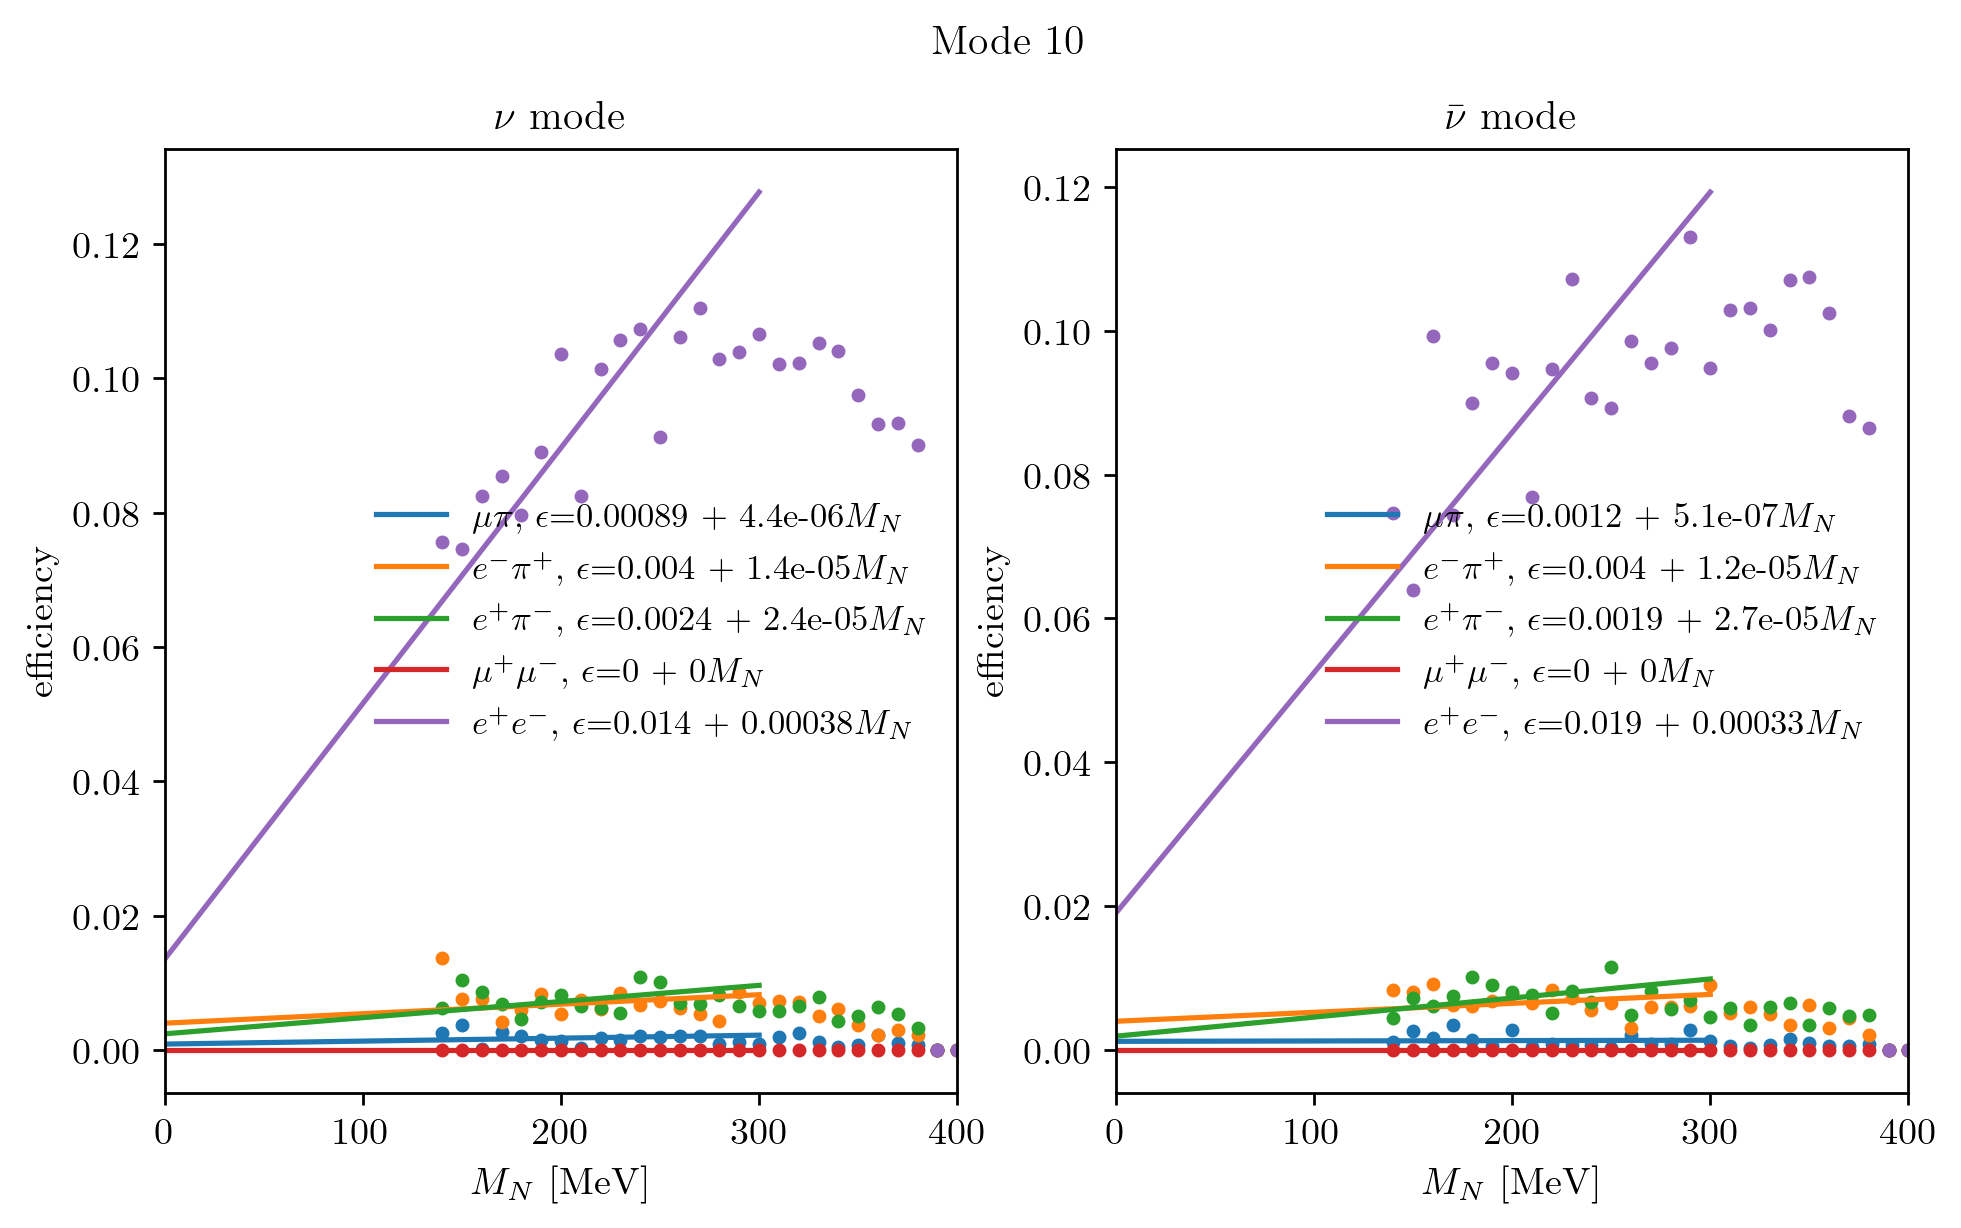 Mode 10
ν mode
0.12
0.10
0.08
0.06
0.04
0.02
0.00
efficiency
μπ, ϵ=0.00089 + 4.4e-06M_N
e⁻π⁺, ϵ=0.004 + 1.4e-05M_N
e⁺π⁻, ϵ=0.0024 + 2.4e-05M_N
μ⁺μ⁻, ϵ=0 + 0M_N
e⁺e⁻, ϵ=0.014 + 0.00038M_N
0 100 200 300 400
M_N [MeV]
ν̄ mode
0.12
0.10
0.08
0.06
0.04
0.02
0.00
efficiency
μπ, ϵ=0.0012 + 5.1e-07M_N
e⁻π⁺, ϵ=0.004 + 1.2e-05M_N
e⁺π⁻, ϵ=0.0019 + 2.7e-05M_N
μ⁺μ⁻, ϵ=0 + 0M_N
e⁺e⁻, ϵ=0.019 + 0.00033M_N
0 100 200 300 400
M_N [MeV]